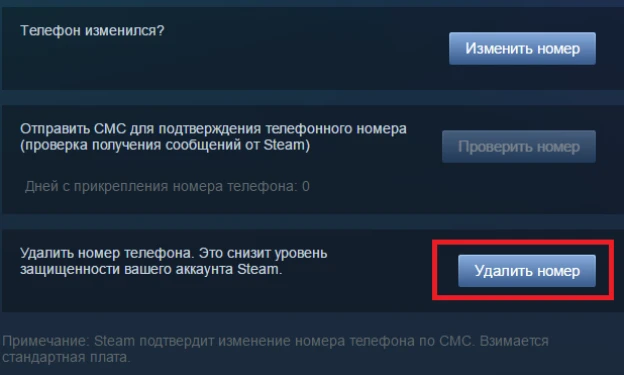 Телефон изменился?
Изменить номер
Отправить СМС для подтверждения телефонного номера
(проверка получения сообщений от Steam)
Проверить номер
Дней с прикрепления номера телефона: 0
Удалить номер телефона. Это снизит уровень
защищенности вашего аккаунта Steam.
Удалить номер
Примечание: Steam подтвердит изменение номера телефона по СМС. Взимается
стандартная плата.